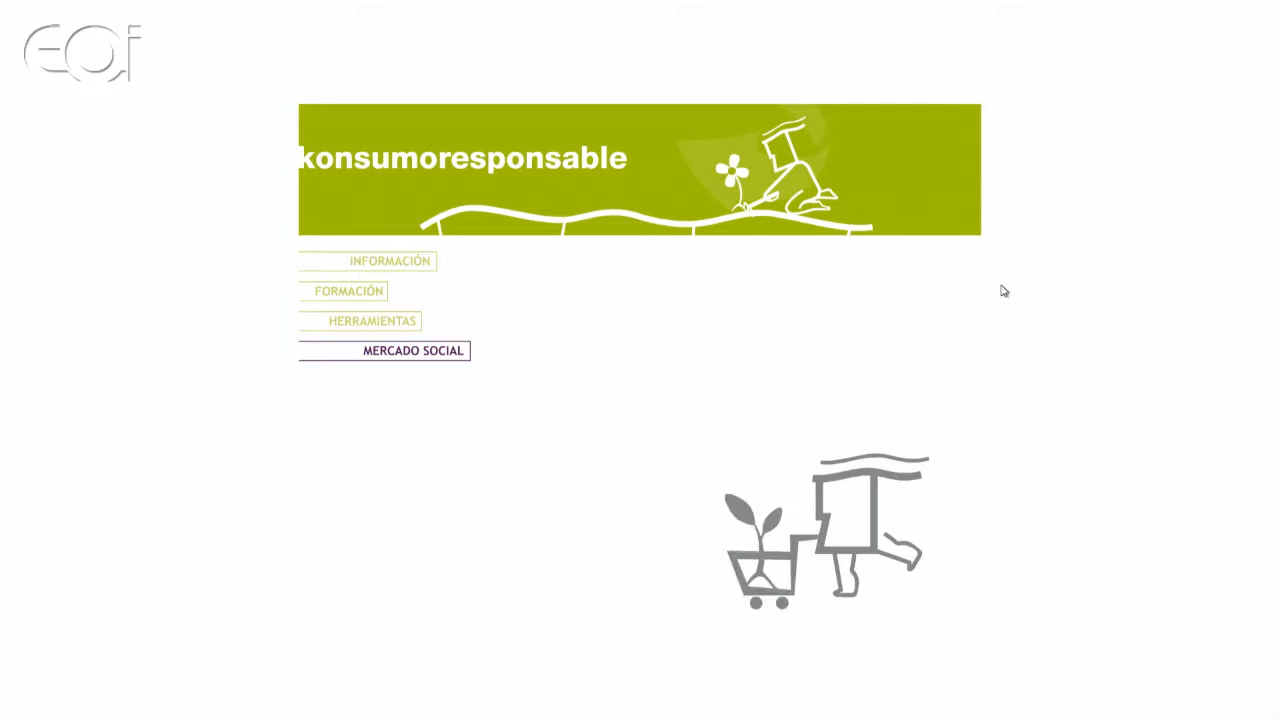 eoi
konsumoresponsable
INFORMACIÓN
FORMACIÓN
HERRAMIENTAS
MERCADO SOCIAL